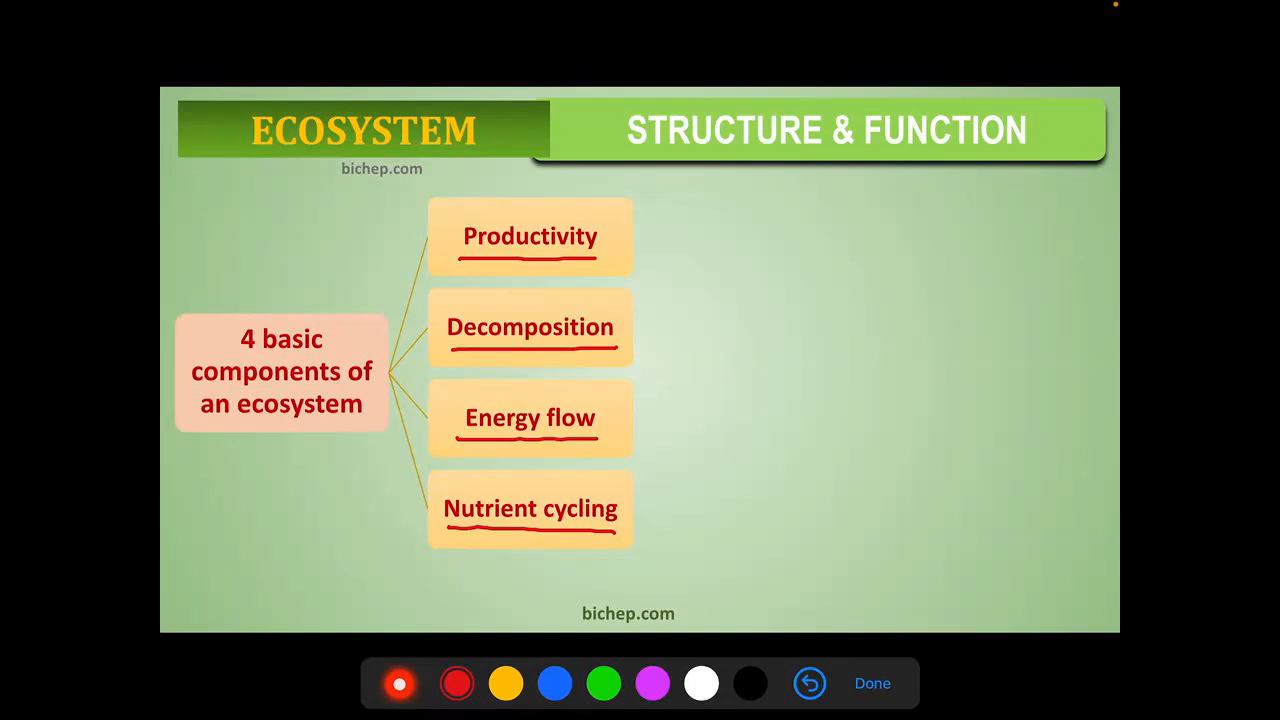 ECOSYSTEM
STRUCTURE & FUNCTION
bichep.com
4 basic
components of
an ecosystem
Productivity
Decomposition
Energy flow
Nutrient cycling
bichep.com
Done